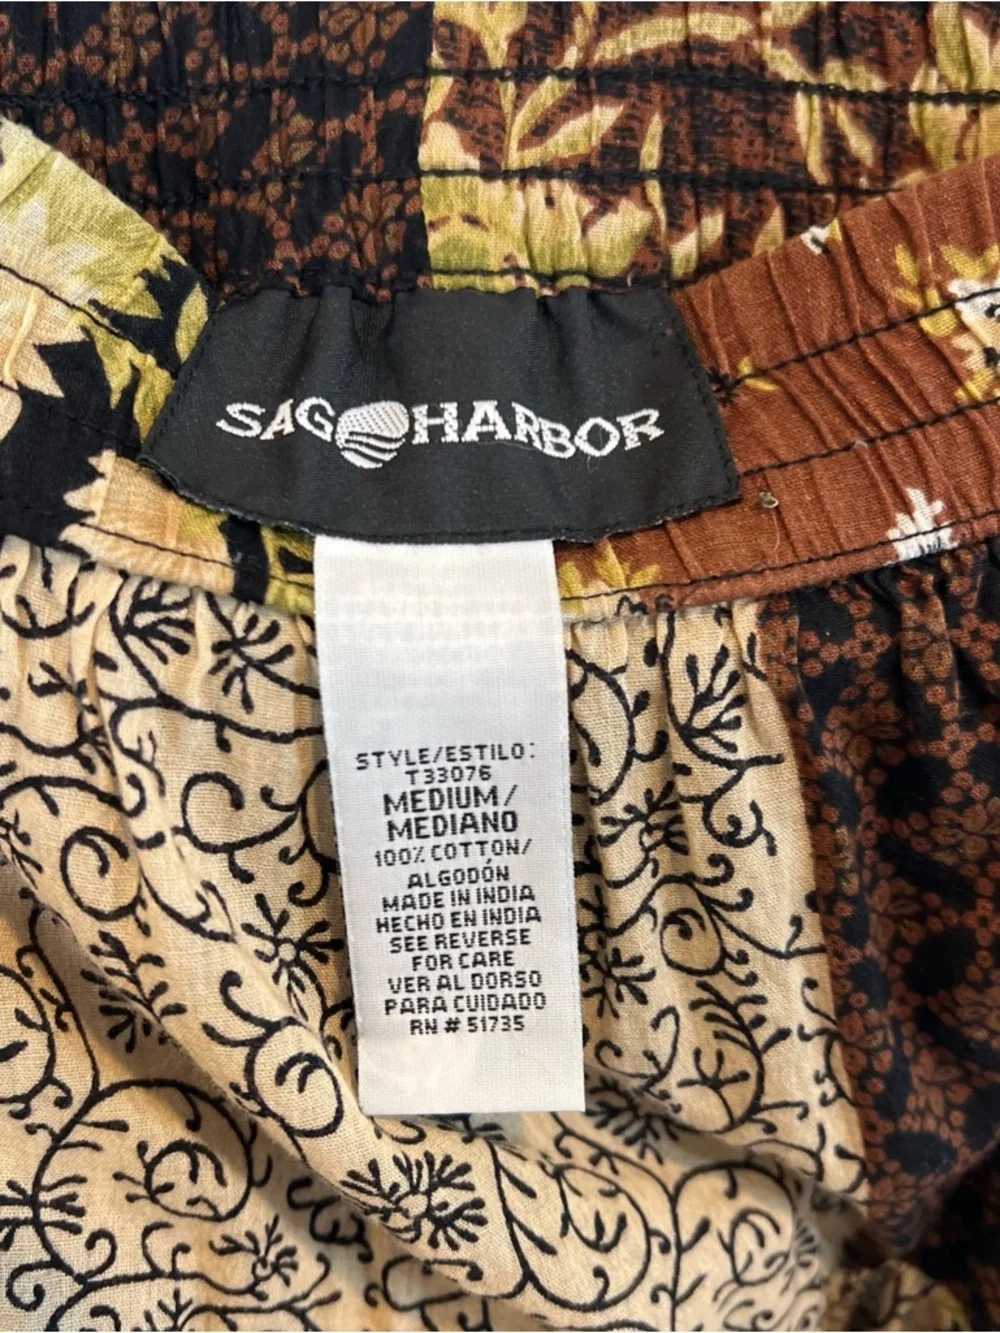 SAG HARBOR
STYLE/ESTILO:
T33076
MEDIUM/
MEDIANO
100% COTTON/
ALGODÓN
MADE IN INDIA
HECHO EN INDIA
SEE REVERSE
FOR CARE
VER AL DORSO
PARA CUIDADO
RN # 51735